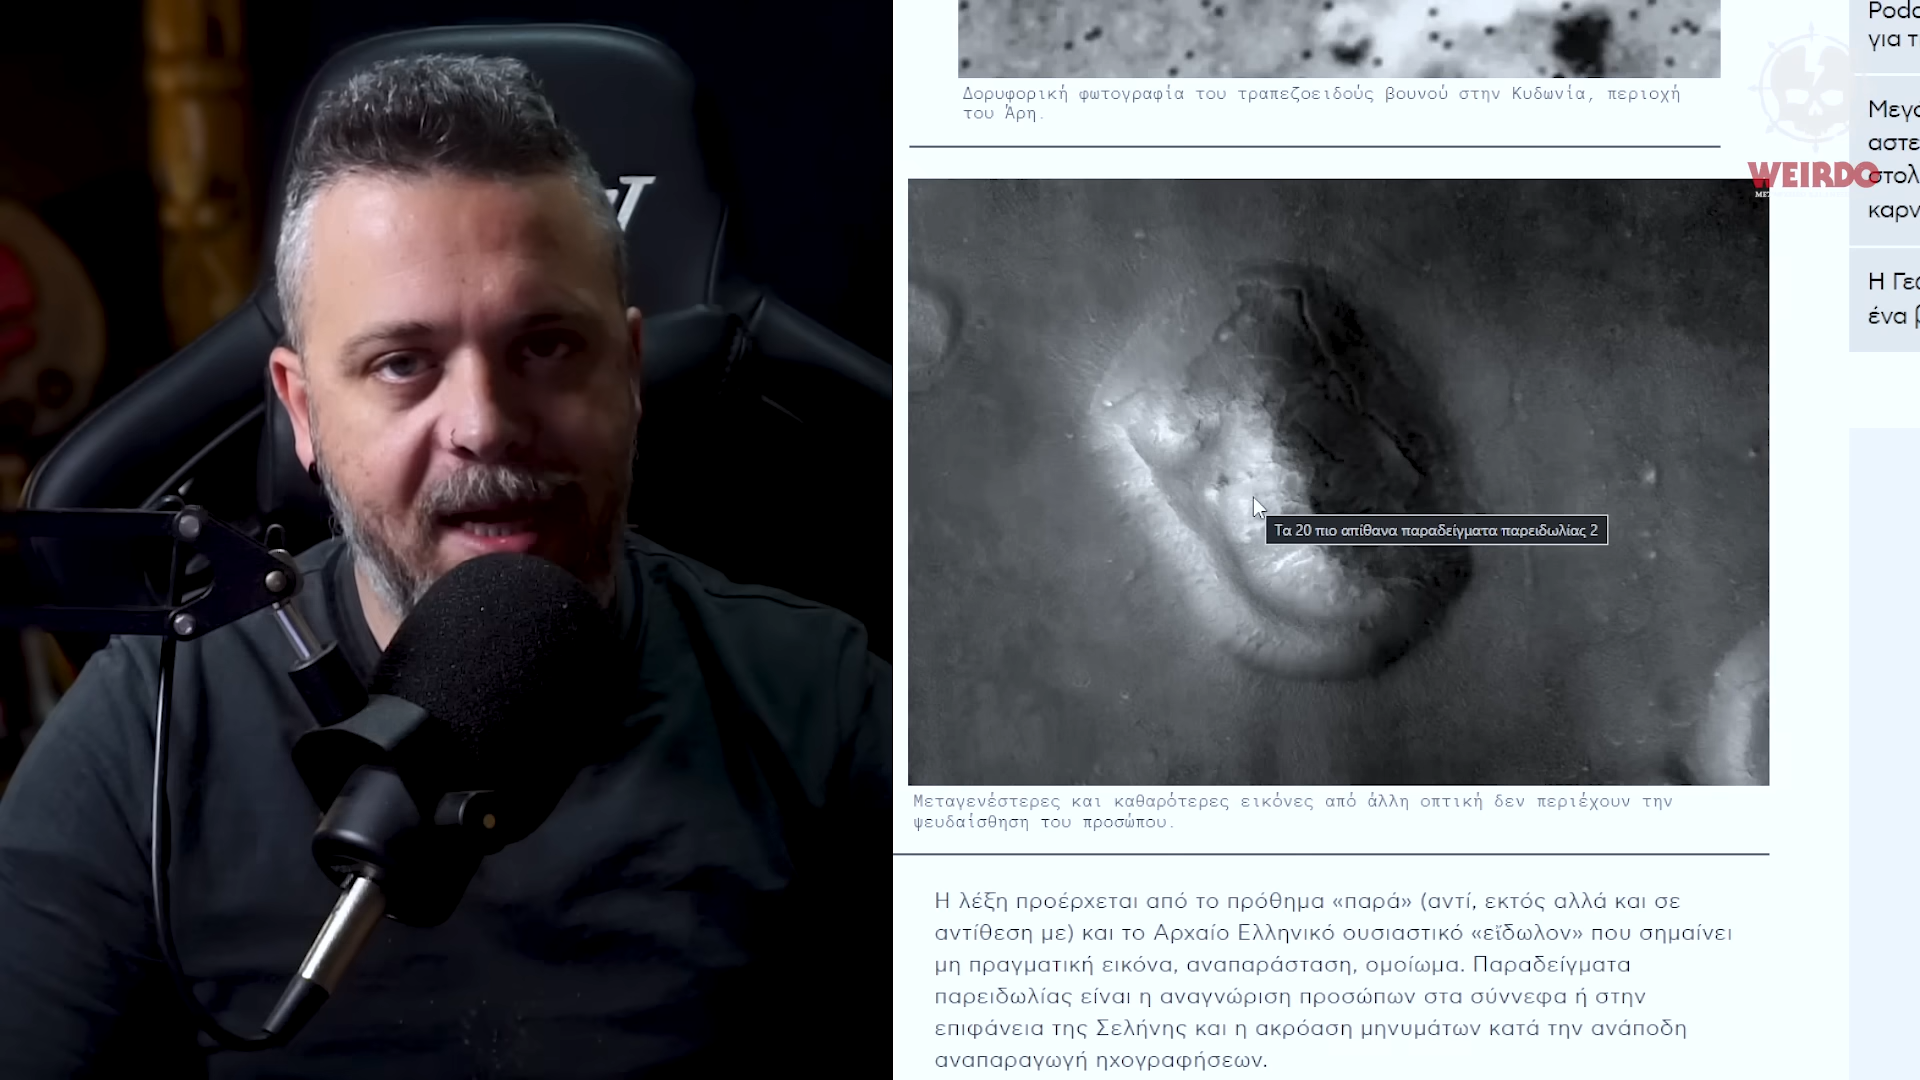 Δορυφορική φωτογραφία του τραπεζοειδούς βουνού στην Κυδωνία, περιοχή
του Άρη.
WEIRDO
Τα 20 πιο απίθανα παραδείγματα παρειδωλίας 2
Μεταγενέστερες και καθαρότερες εικόνες από άλλη οπτική δεν περιέχουν την
ψευδαίσθηση του προσώπου.
Η λέξη προέρχεται από το πρόθημα «παρά» (αντί, εκτός αλλά και σε
αντίθεση με) και το Αρχαίο Ελληνικό ουσιαστικό «εἴδωλον» που σημαίνει
μη πραγματική εικόνα, αναπαράσταση, ομοίωμα. Παραδείγματα
παρειδωλίας είναι η αναγνώριση προσώπων στα σύννεφα ή στην
επιφάνεια της Σελήνης και η ακρόαση μηνυμάτων κατά την ανάποδη
αναπαραγωγή ηχογραφήσεων.
για
Η
ένα